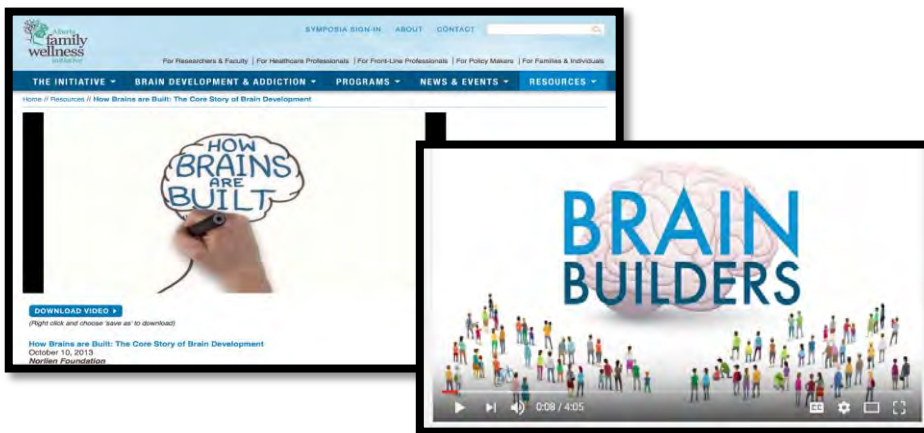 SYMPOSIA SIGN-IN ABOUT CONTACT
Alberta
family
wellness
initiative
For Researchers & Faculty | For Healthcare Professionals | For Front-Line Professionals | For Policy Makers | For Families & Individuals
THE INITIATIVE BRAIN DEVELOPMENT & ADDICTION PROGRAMS NEWS & EVENTS RESOURCES
Home // Resources // How Brains are Built: The Core Story of Brain Development
HOW
BRAINS
ARE
BUILT
DOWNLOAD VIDEO
(Right click and choose 'save as' to download)
How Brains are Built: The Core Story of Brain Development
October 10, 2013
Norlien Foundation
BRAIN
BUILDERS
0:08 / 4:05
CC